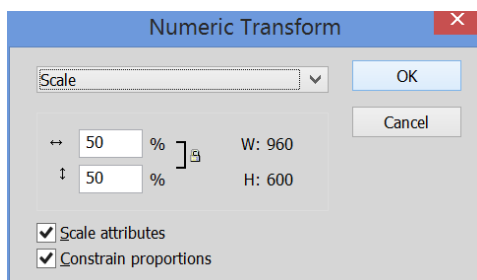 Numeric Transform
Scale
OK
Cancel
50 % W: 960
50 % H: 600
Scale attributes
Constrain proportions